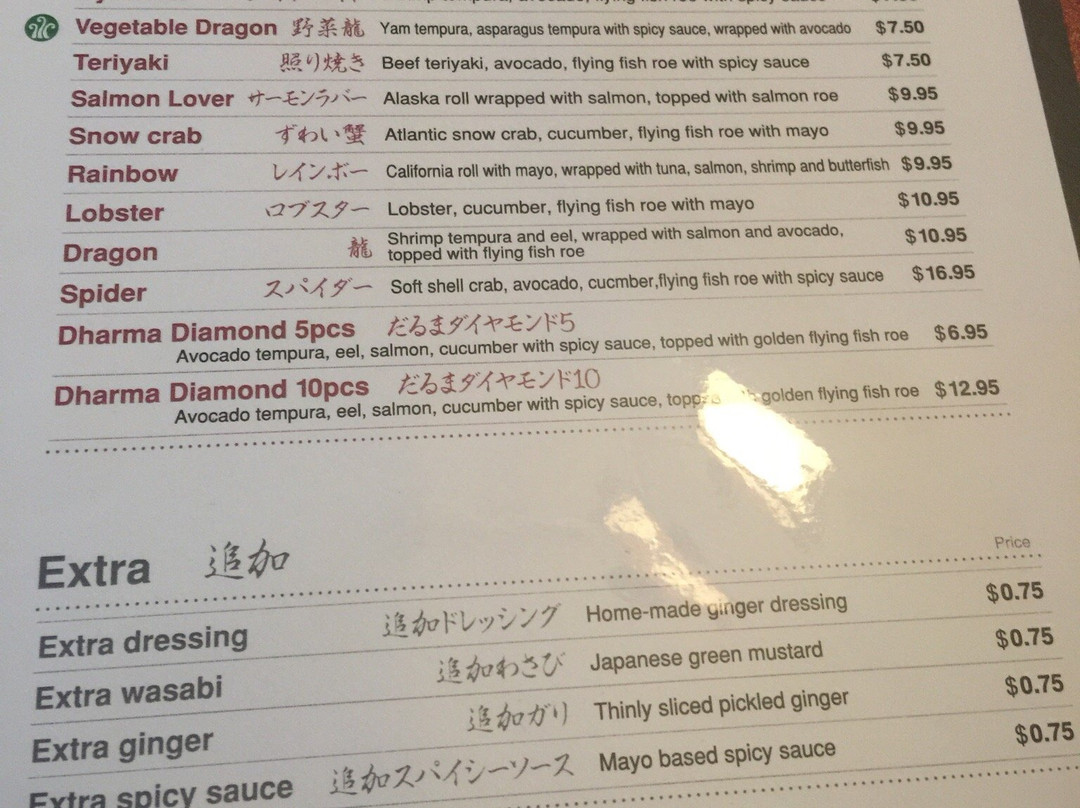 Vegetable Dragon 野菜龍 Yam tempura, asparagus tempura with spicy sauce, wrapped with avocado $7.50
Teriyaki 照り焼き Beef teriyaki, avocado, flying fish roe with spicy sauce $7.50
Salmon Lover サーモンラバー Alaska roll wrapped with salmon, topped with salmon roe $9.95
Snow crab ずわい蟹 Atlantic snow crab, cucumber, flying fish roe with mayo $9.95
Rainbow レインボー California roll with mayo, wrapped with tuna, salmon, shrimp and butterfish $9.95
Lobster ロブスター Lobster, cucumber, flying fish roe with mayo $10.95
Dragon 龍 Shrimp tempura and eel, wrapped with salmon and avocado,
topped with flying fish roe $10.95
Spider スパイダー Soft shell crab, avocado, cucmber,flying fish roe with spicy sauce $16.95
Dharma Diamond 5pcs だるまダイヤモンド5
Avocado tempura, eel, salmon, cucumber with spicy sauce, topped with golden flying fish roe $6.95
Dharma Diamond 10pcs だるまダイヤモンド10
Avocado tempura, eel, salmon, cucumber with spicy sauce, golden flying fish roe $12.95
Extra 追加
Price
Extra dressing 追加ドレッシング Home-made ginger dressing $0.75
Extra wasabi 追加わさび Japanese green mustard $0.75
Extra ginger 追加ガリ Thinly sliced pickled ginger $0.75
Extra spicy sauce 追加スパイシーソース Mayo based spicy sauce $0.75